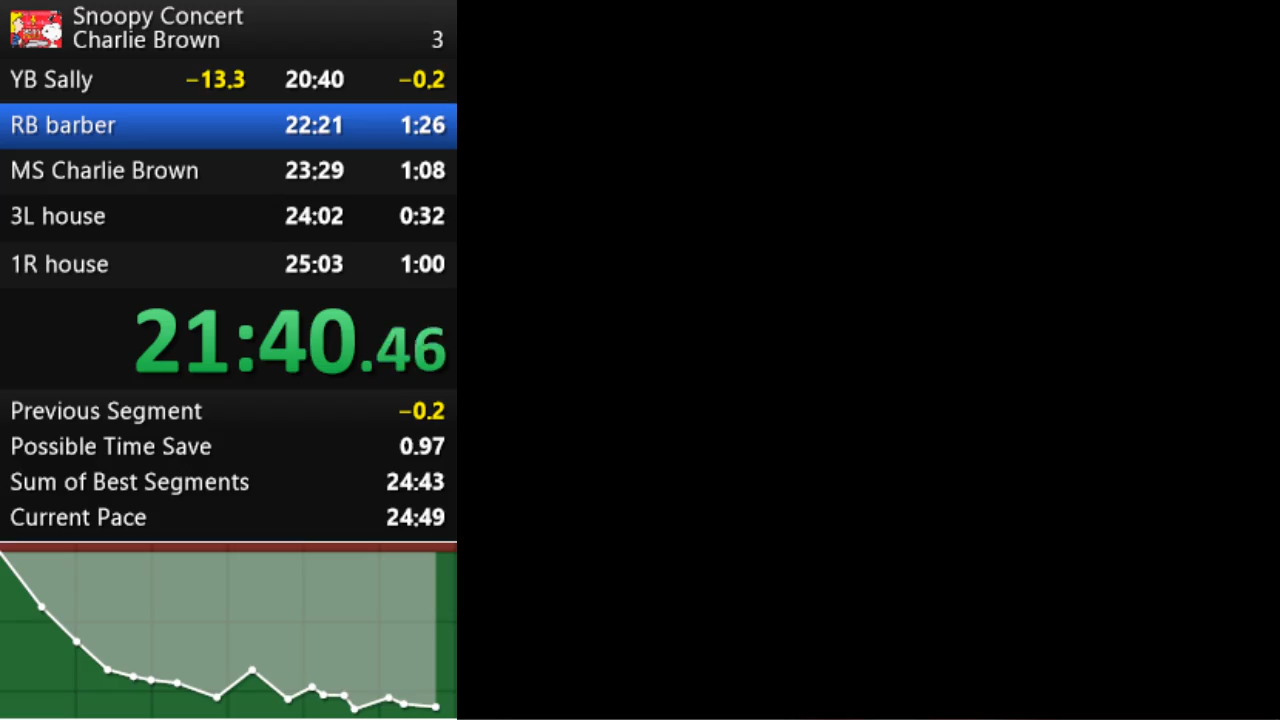 Snoopy Concert
Charlie Brown 3
YB Sally −13.3 20:40 −0.2
RB barber 22:21 1:26
MS Charlie Brown 23:29 1:08
3L house 24:02 0:32
1R house 25:03 1:00
21:40.46
Previous Segment −0.2
Possible Time Save 0.97
Sum of Best Segments 24:43
Current Pace 24:49